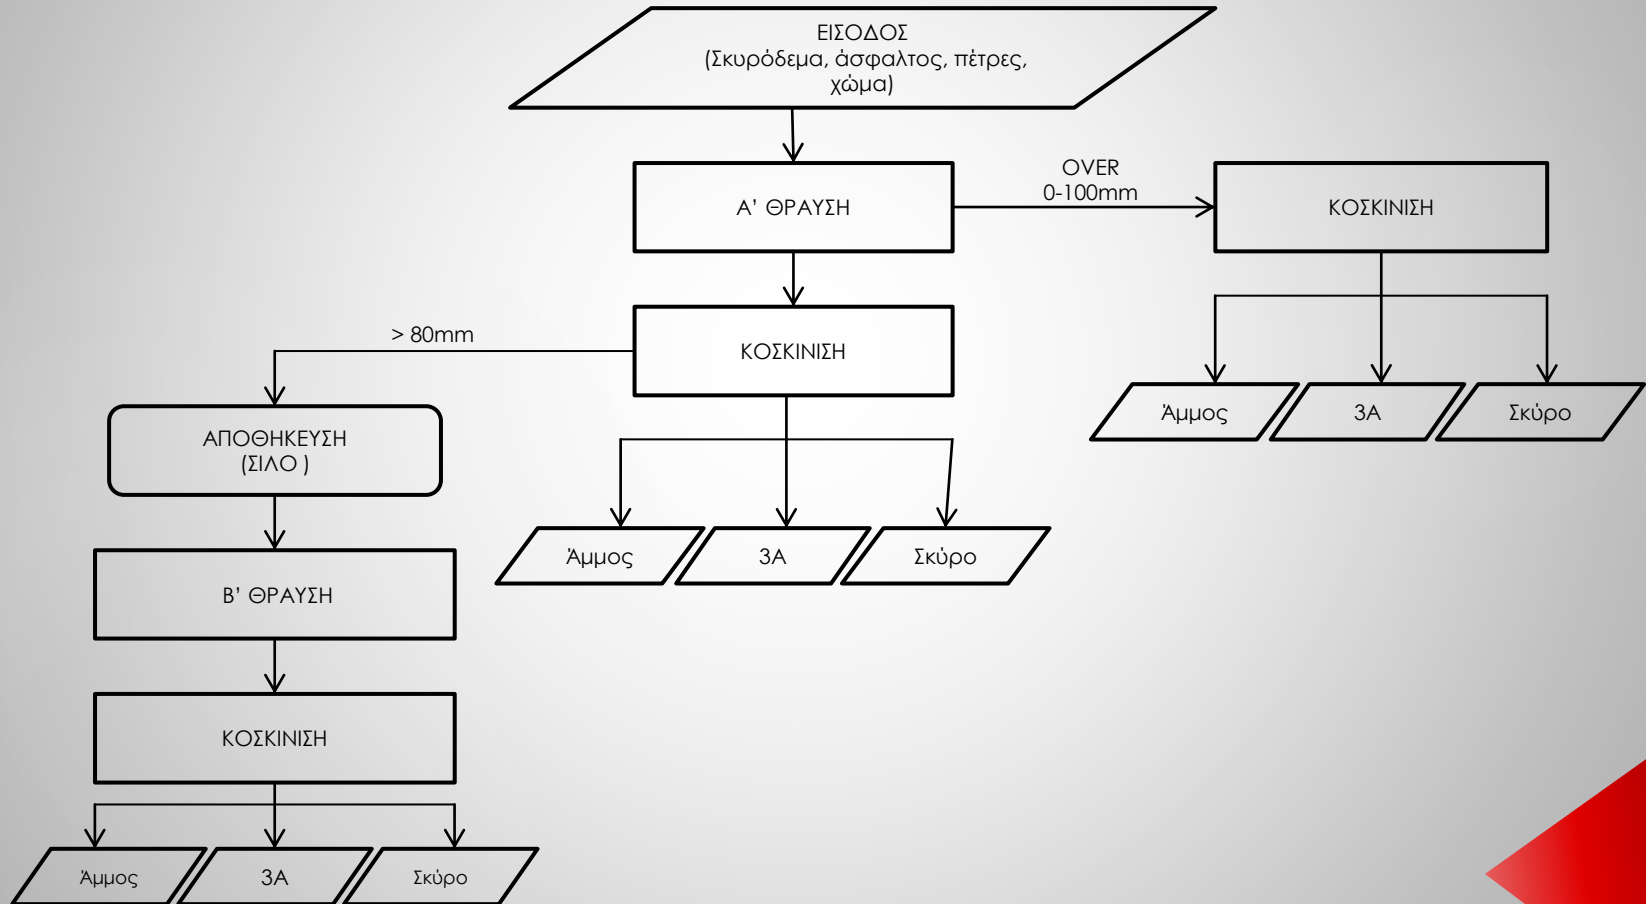 ΕΙΣΟΔΟΣ
(Σκυρόδεμα, άσφαλτος, πέτρες,
χώμα)
Α' ΘΡΑΥΣΗ
OVER
0-100mm
ΚΟΣΚΙΝΙΣΗ
> 80mm
ΚΟΣΚΙΝΙΣΗ
Άμμος
3Α
Σκύρο
ΑΠΟΘΗΚΕΥΣΗ
(ΣΙΛΟ )
Άμμος
3Α
Σκύρο
Β' ΘΡΑΥΣΗ
ΚΟΣΚΙΝΙΣΗ
Άμμος
3Α
Σκύρο